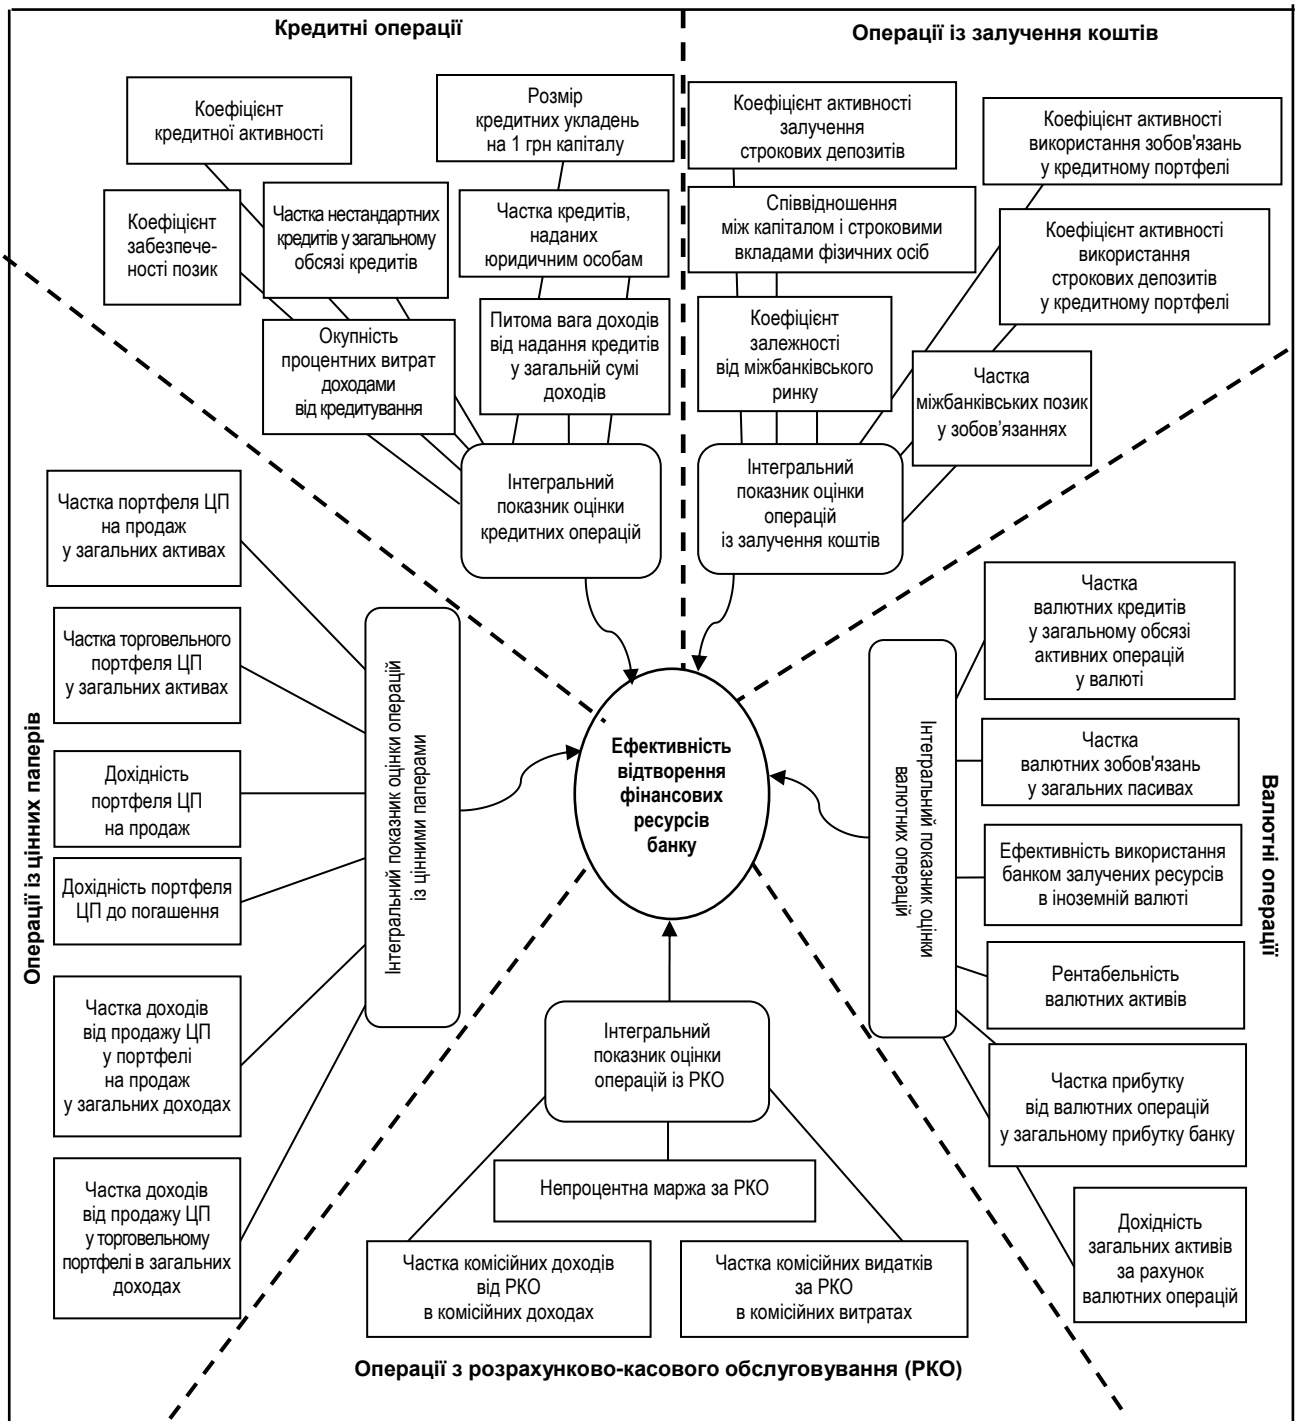 Кредитні операції
Операції із залучення коштів
Коефіцієнт
кредитної активності
Розмір
кредитних укладень
на 1 грн капіталу
Коефіцієнт
забезпече-
ності позик
Частка нестандартних
кредитів у загальному
обсязі кредитів
Частка кредитів,
наданих
юридичним особам
Окупність
процентних витрат
доходами
від кредитування
Питома вага доходів
від надання кредитів
у загальній сумі
доходів
Інтегральний
показник оцінки
кредитних операцій
Коефіцієнт активності
залучення
строкових депозитів
Коефіцієнт активності
використання зобов'язань
у кредитному портфелі
Співвідношення
між капіталом і строковими
вкладами фізичних осіб
Коефіцієнт активності
використання
строкових депозитів
у кредитному портфелі
Коефіцієнт
залежності
від міжбанківського
ринку
Частка
міжбанківських позик
у зобов’язаннях
Інтегральний
показник оцінки
операцій
із залучення коштів
Операції із цінних паперів
Частка портфеля ЦП
на продаж
у загальних активах
Частка торговельного
портфеля ЦП
у загальних активах
Дохідність
портфеля ЦП
на продаж
Дохідність портфеля
ЦП до погашення
Частка доходів
від продажу ЦП
у портфелі
на продаж
у загальних доходах
Частка доходів
від продажу ЦП
у торговельному
портфелі в загальних
доходах
Інтегральний показник оцінки операцій
із цінними паперами
Ефективність
відтворення
фінансових
ресурсів
банку
Інтегральний показник оцінки
валютних операцій
Частка
валютних кредитів
у загальному обсязі
активних операцій
у валюті
Частка
валютних зобов'язань
у загальних пасивах
Ефективність використання
банком залучених ресурсів
в іноземній валюті
Рентабельність
валютних активів
Частка прибутку
від валютних операцій
у загальному прибутку банку
Дохідність
загальних активів
за рахунок
валютних операцій
Валютні операції
Інтегральний
показник оцінки
операцій із РКО
Непроцентна маржа за РКО
Частка комісійних доходів
від РКО
в комісійних доходах
Частка комісійних видатків
за РКО
в комісійних витратах
Операції з розрахунково-касового обслуговування (РКО)